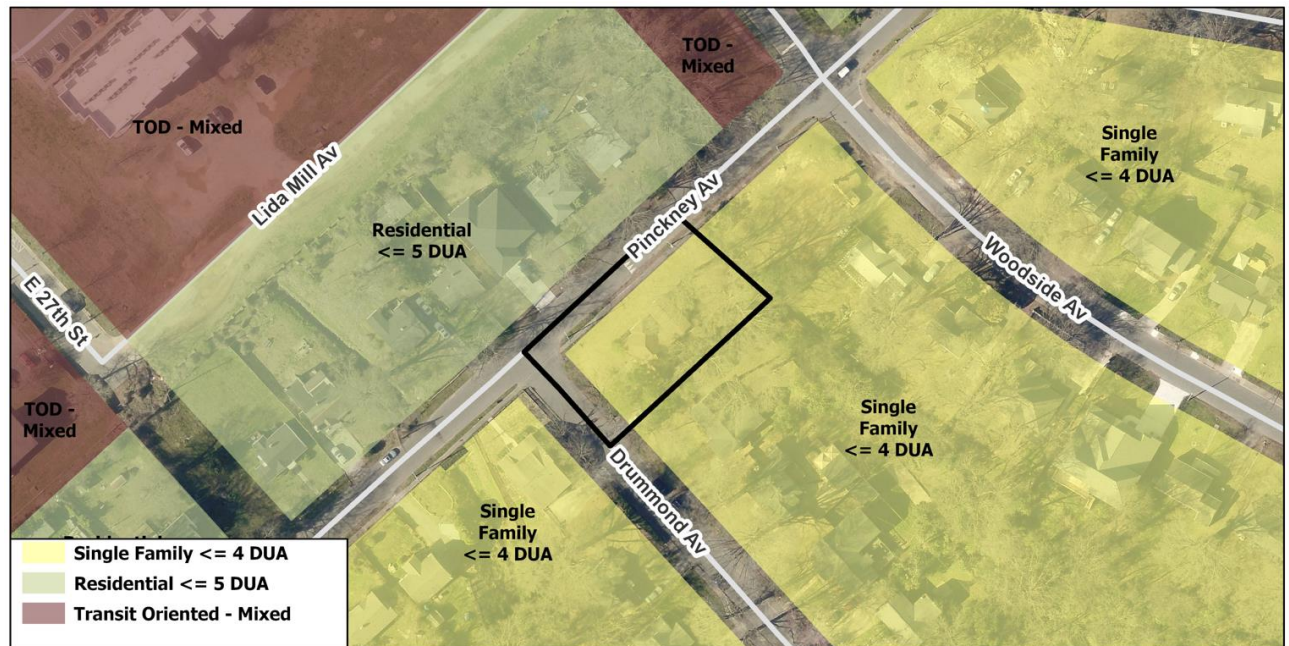 TOD -
Mixed
TOD - Mixed
Single
Family
<= 4 DUA
Lida Mill Av
Pinckney Av
Residential
<= 5 DUA
Woodside Av
E 27th St
TOD -
Mixed
Single
Family
<= 4 DUA
Drummond Av
Single
Family
<= 4 DUA
Single Family <= 4 DUA
Residential <= 5 DUA
Transit Oriented - Mixed